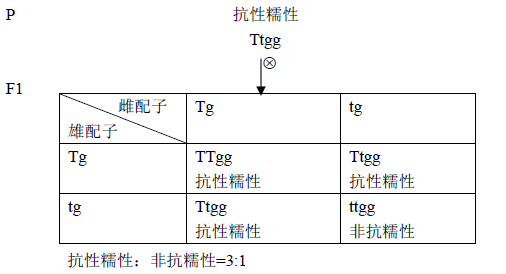 P 抗性糯性
Ttgg
⊗
F1
雌配子 Tg tg
雄配子
Tg TTgg Ttgg
抗性糯性 抗性糯性
tg Ttgg ttgg
抗性糯性 非抗糯性
抗性糯性：非抗糯性=3:1